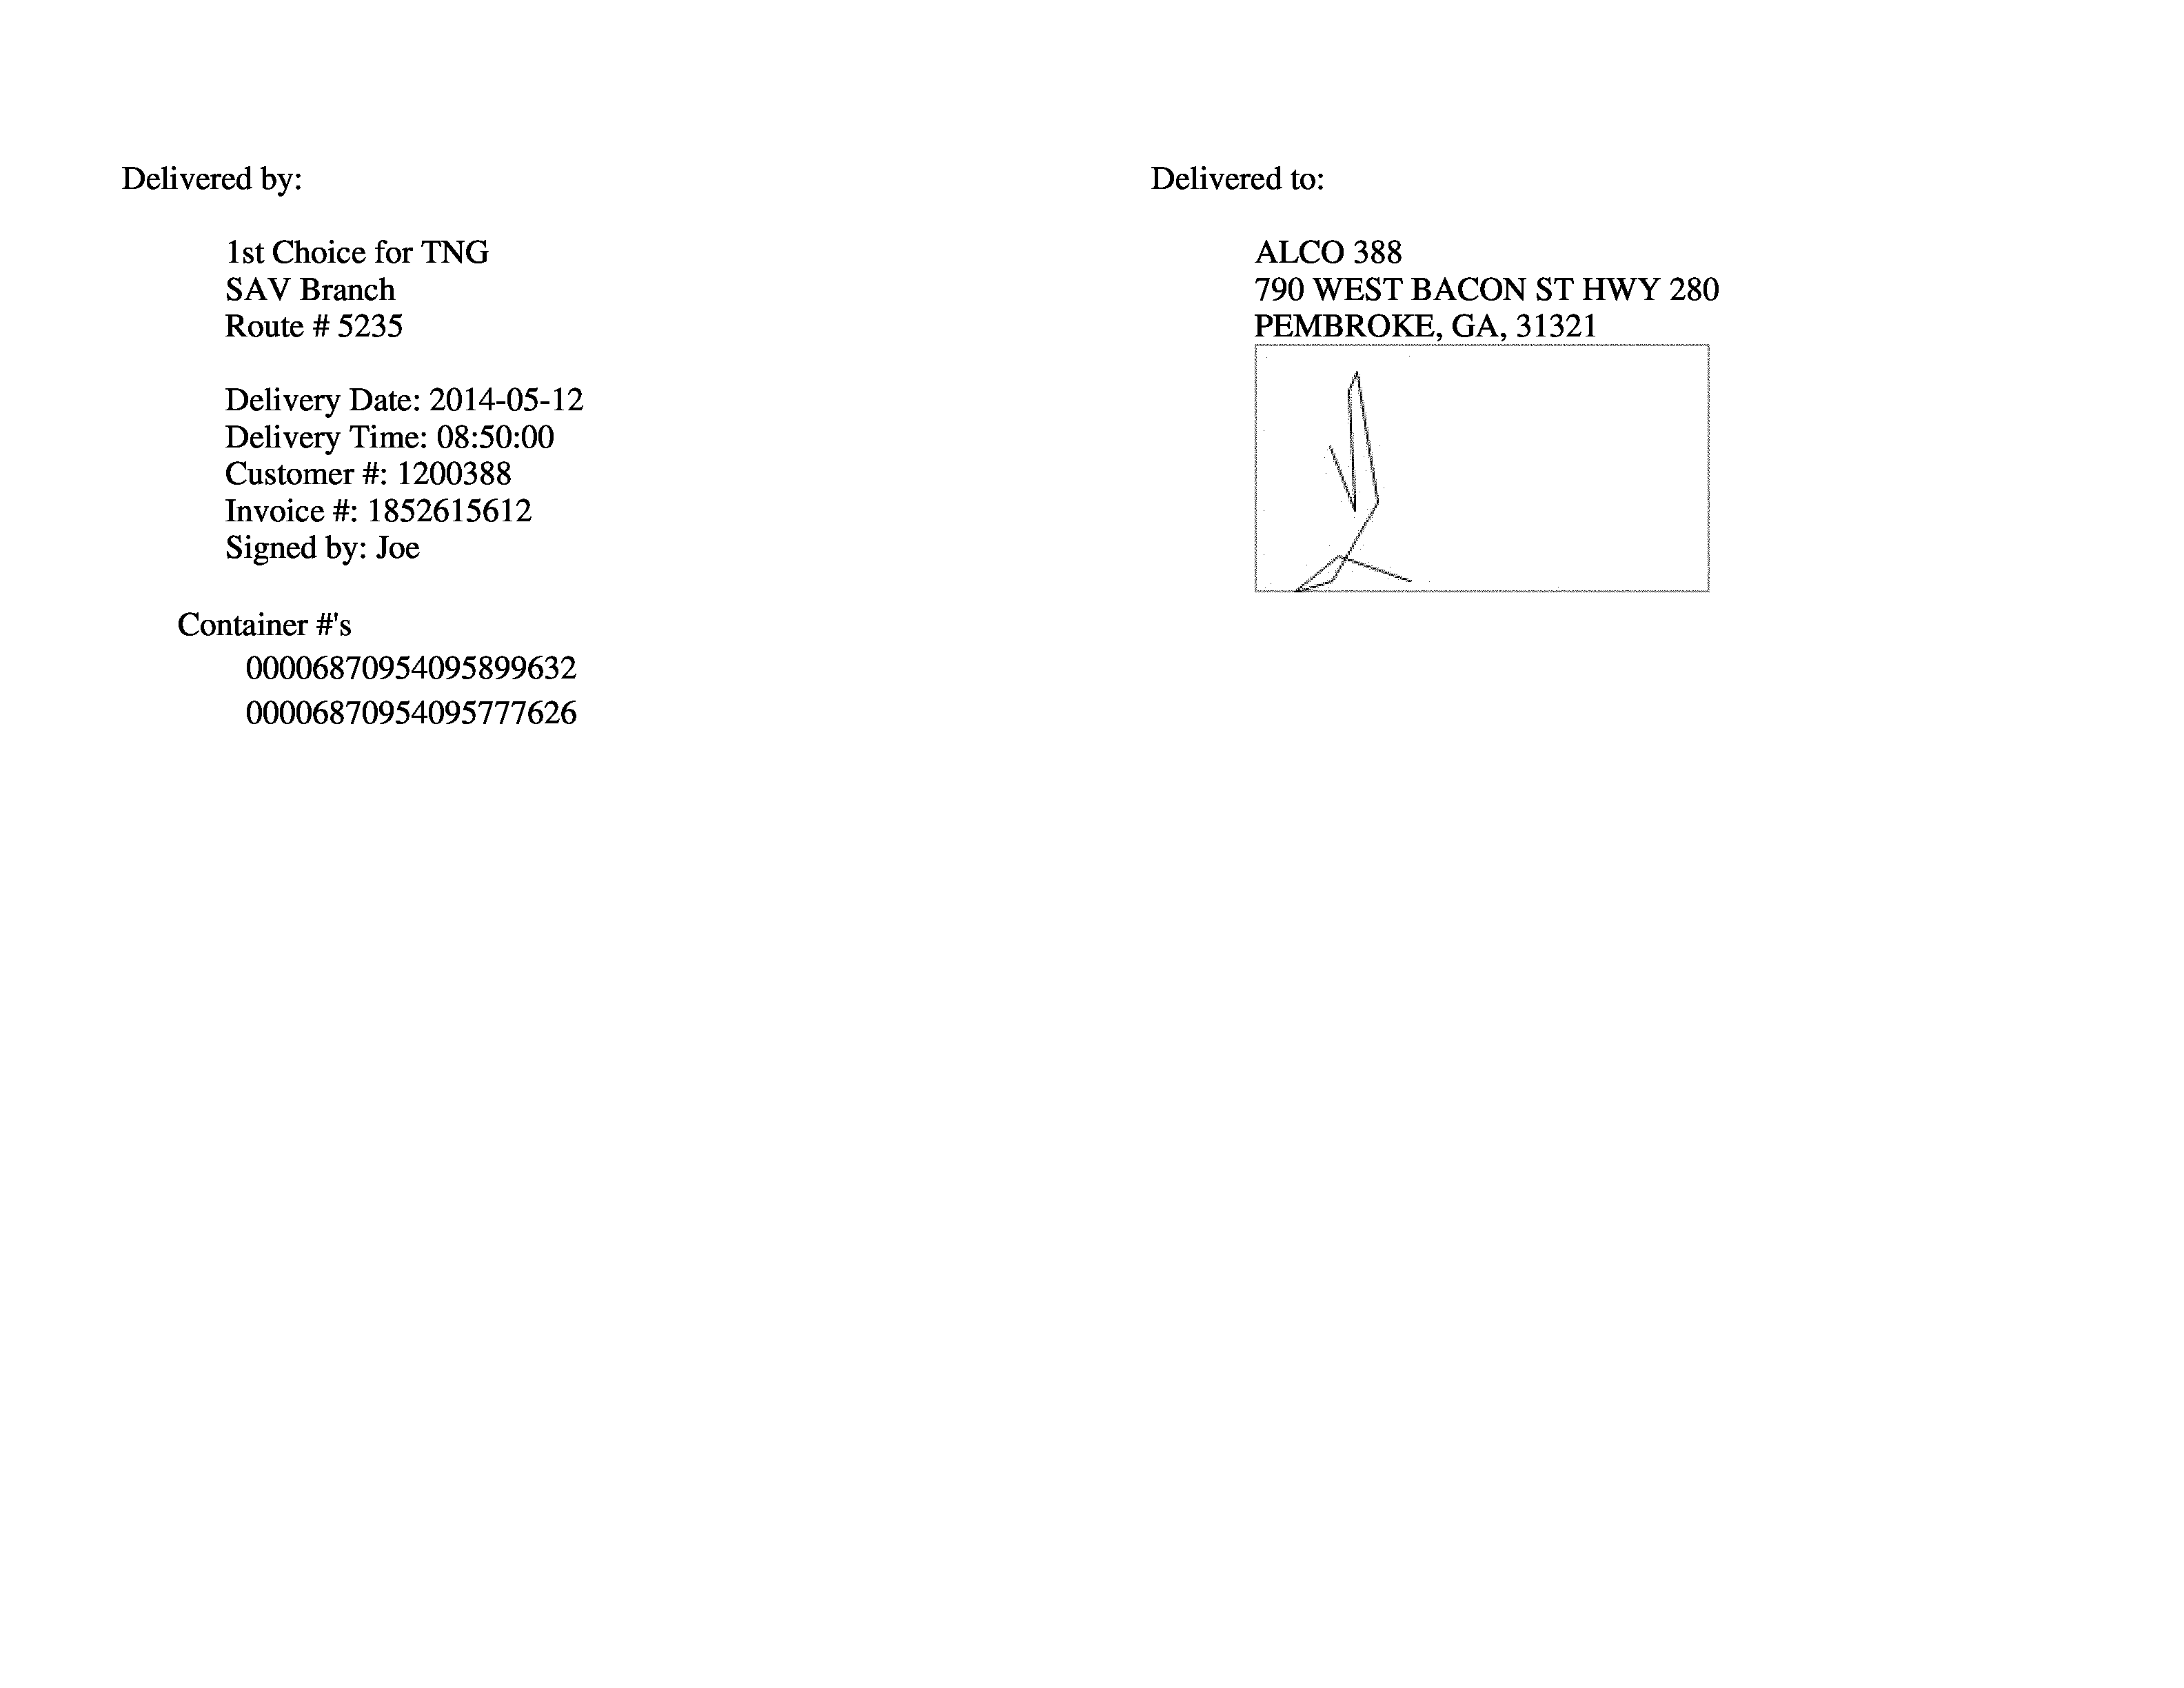 Delivered by:
1st Choice for TNG
SAV Branch
Route # 5235
Delivery Date: 2014-05-12
Delivery Time: 08:50:00
Customer #: 1200388
Invoice #: 1852615612
Signed by: Joe
Container #'s
00006870954095899632
00006870954095777626
Delivered to:
ALCO 388
790 WEST BACON ST HWY 280
PEMBROKE, GA, 31321